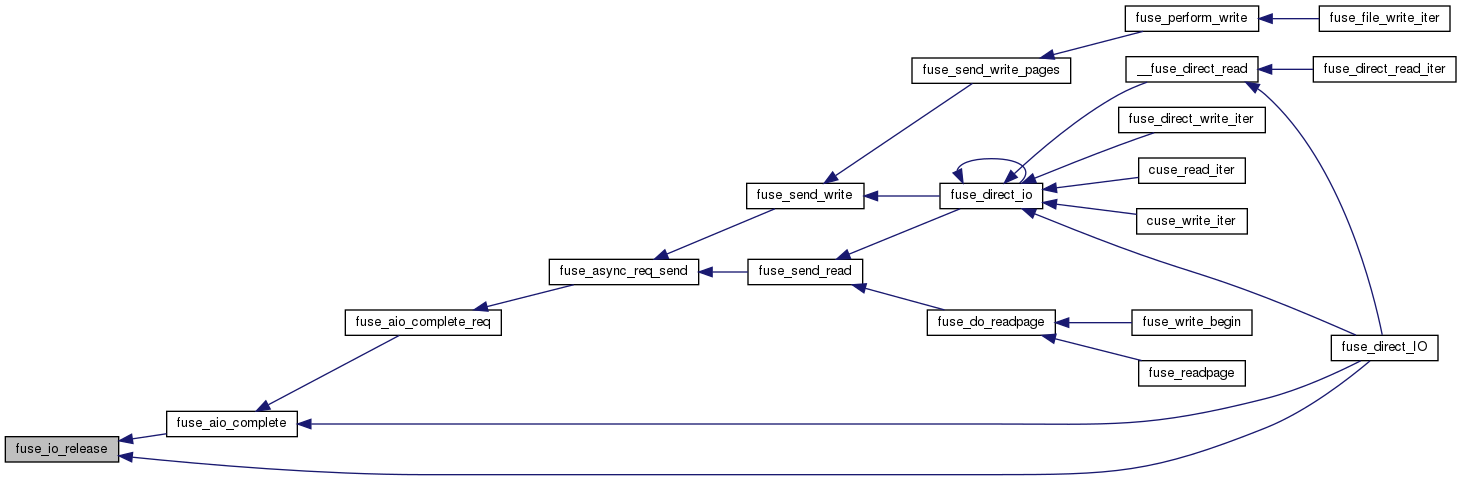 fuse_perform_write
fuse_file_write_iter
fuse_send_write_pages
__fuse_direct_read
fuse_direct_read_iter
fuse_direct_write_iter
cuse_read_iter
fuse_send_write
fuse_direct_io
cuse_write_iter
fuse_async_req_send
fuse_send_read
fuse_aio_complete_req
fuse_do_readpage
fuse_write_begin
fuse_direct_IO
fuse_readpage
fuse_aio_complete
fuse_io_release